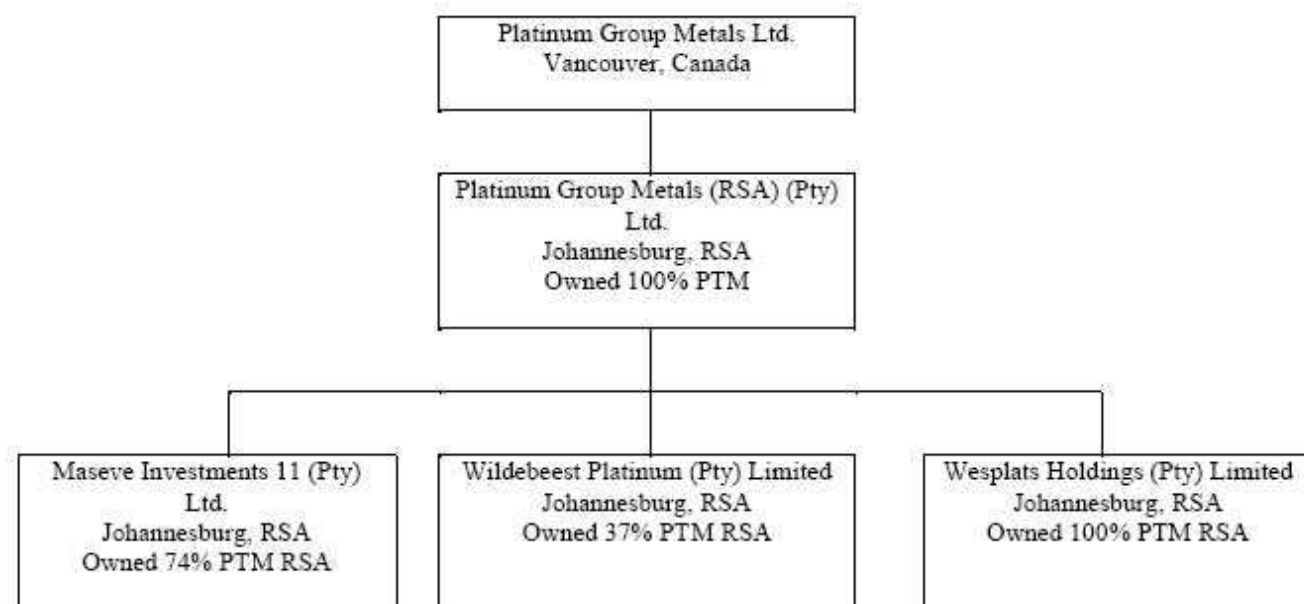 Platinum Group Metals Ltd.
Vancouver, Canada
Platinum Group Metals (RSA) (Pty)
Ltd.
Johannesburg, RSA
Owned 100% PTM
Maseve Investments 11 (Pty)
Ltd.
Johannesburg, RSA
Owned 74% PTM RSA
Wildebeest Platinum (Pty) Limited
Johannesburg, RSA
Owned 37% PTM RSA
Wesplats Holdings (Pty) Limited
Johannesburg, RSA
Owned 100% PTM RSA